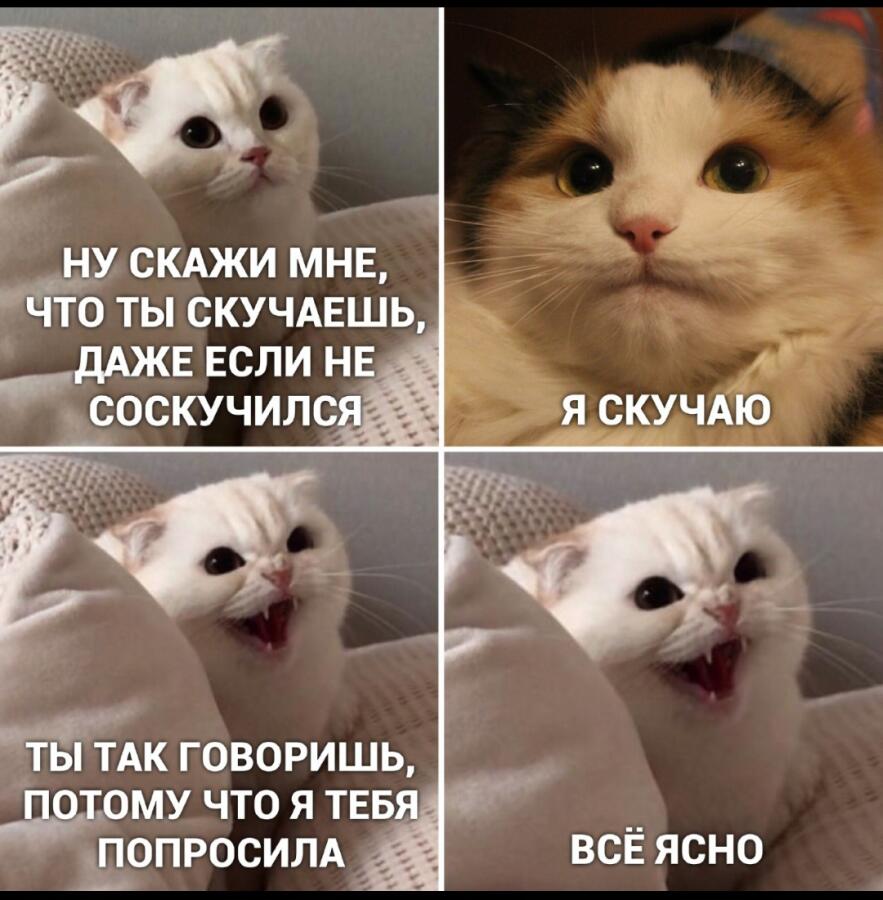 НУ СКАЖИ МНЕ,
ЧТО ТЫ СКУЧАЕШЬ,
ДАЖЕ ЕСЛИ НЕ
СОСКУЧИЛСЯ
Я СКУЧАЮ
ТЫ ТАК ГОВОРИШЬ,
ПОТОМУ ЧТО Я ТЕБЯ
ПОПРОСИЛА
ВСЁ ЯСНО